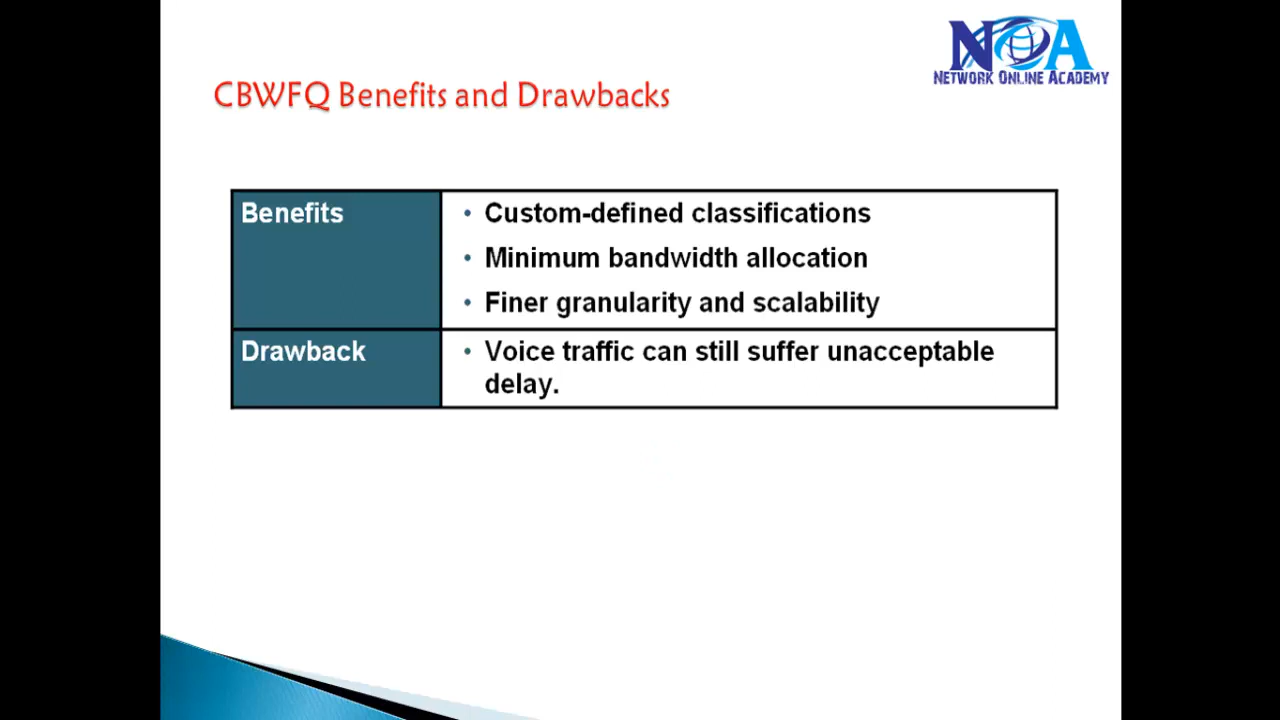 NOA
NETWORK ONLINE ACADEMY
CBWFQ Benefits and Drawbacks
Benefits
• Custom-defined classifications
• Minimum bandwidth allocation
• Finer granularity and scalability
Drawback
• Voice traffic can still suffer unacceptable
delay.